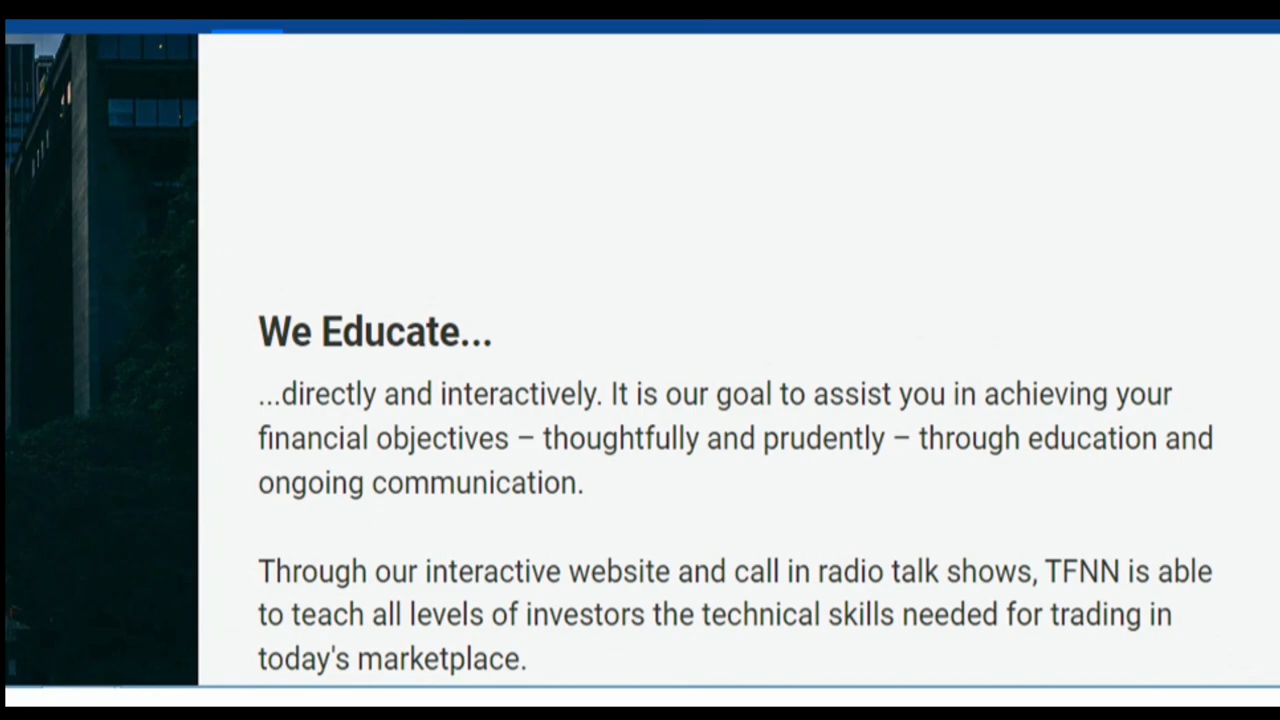 We Educate...
...directly and interactively. It is our goal to assist you in achieving your
financial objectives – thoughtfully and prudently – through education and
ongoing communication.
Through our interactive website and call in radio talk shows, TFNN is able
to teach all levels of investors the technical skills needed for trading in
today's marketplace.